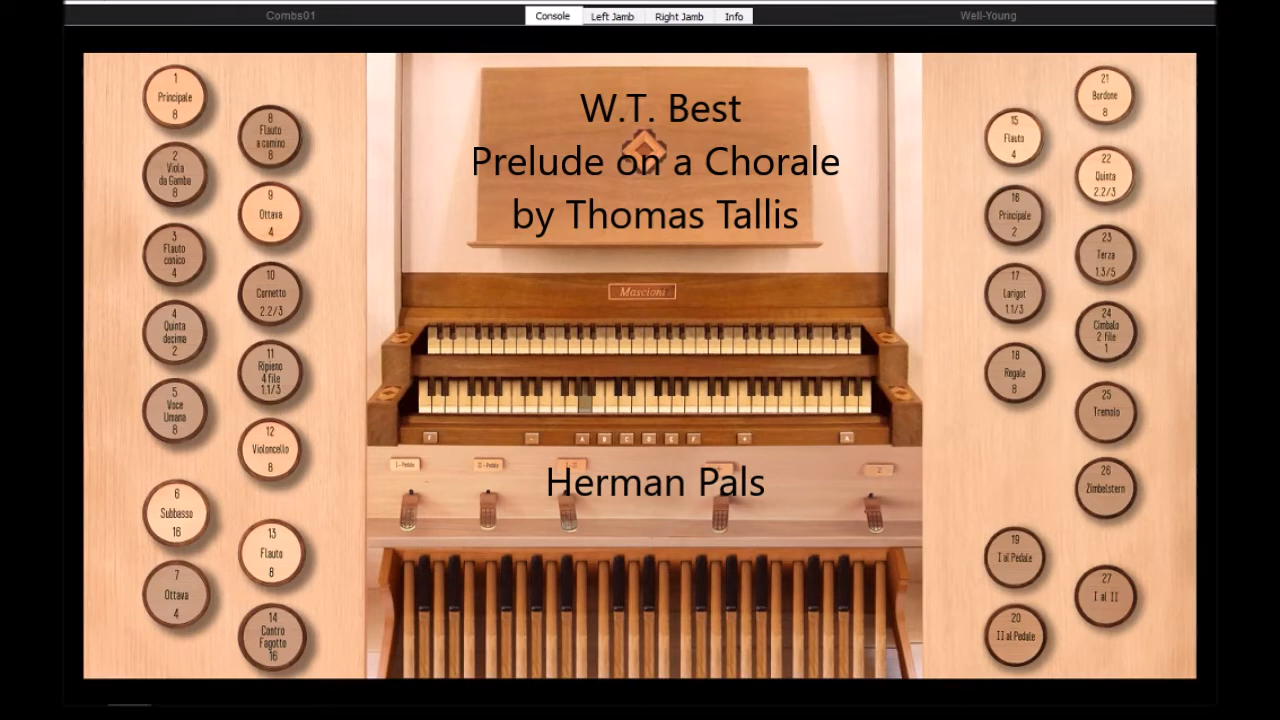 Combs01
Console
Left Jamb
Right Jamb
Info
Well-Young
W.T. Best
Prelude on a Chorale
by Thomas Tallis
Mascioni
Herman Pals
1
Principale
8
2
Viola
da Gamba
8
3
Flauto
conico
4
4
Quinta
decima
2
5
Voce
Umana
8
6
Subbasso
16
7
Ottava
4
8
Flauto
a camino
8
9
Ottava
4
10
Cornetto
2.2/3
11
Ripieno
4 file
1.1/3
12
Violoncello
8
13
Flauto
8
14
Contro
Fagotto
16
F
-
A
B
C
D
E
F
+
A
I - Pedale
II - Pedale
15
Flauto
4
16
Principale
2
17
Larigot
1.1/3
18
Regale
8
19
I al Pedale
20
II al Pedale
21
Bordone
8
22
Quinta
2.2/3
23
Terza
1.3/5
24
Cimbalo
2 file
1
25
Tremolo
26
Zimbelstern
27
I al II